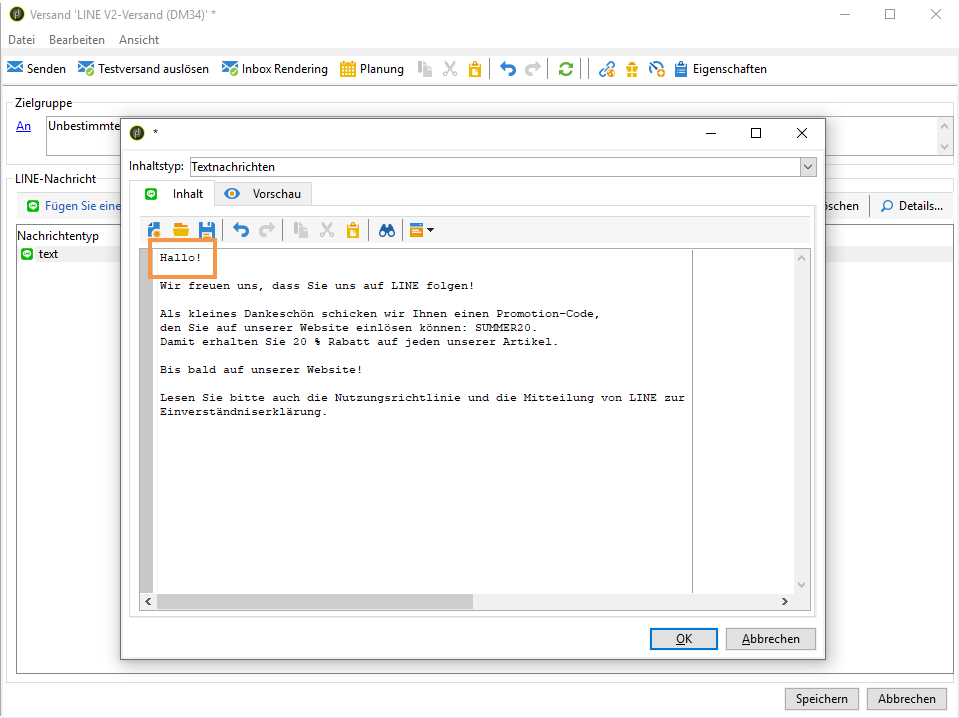 Versand 'LINE V2-Versand (DM34)' *
Datei Bearbeiten Ansicht
Senden Testversand auslösen Inbox Rendering Planung Eigenschaften
Zielgruppe
An Unbestimmte
*
Inhaltstyp: Textnachrichten
LINE-Nachricht
Inhalt Vorschau
Fügen Sie eine
Details...
Nachrichtentyp
text
Hallo!
Wir freuen uns, dass Sie uns auf LINE folgen!
Als kleines Dankeschön schicken wir Ihnen einen Promotion-Code,
den Sie auf unserer Website einlösen können: SUMMER20.
Damit erhalten Sie 20 % Rabatt auf jeden unserer Artikel.
Bis bald auf unserer Website!
Lesen Sie bitte auch die Nutzungsrichtlinie und die Mitteilung von LINE zur
Einverständniserklärung.
OK Abbrechen
Speichern Abbrechen